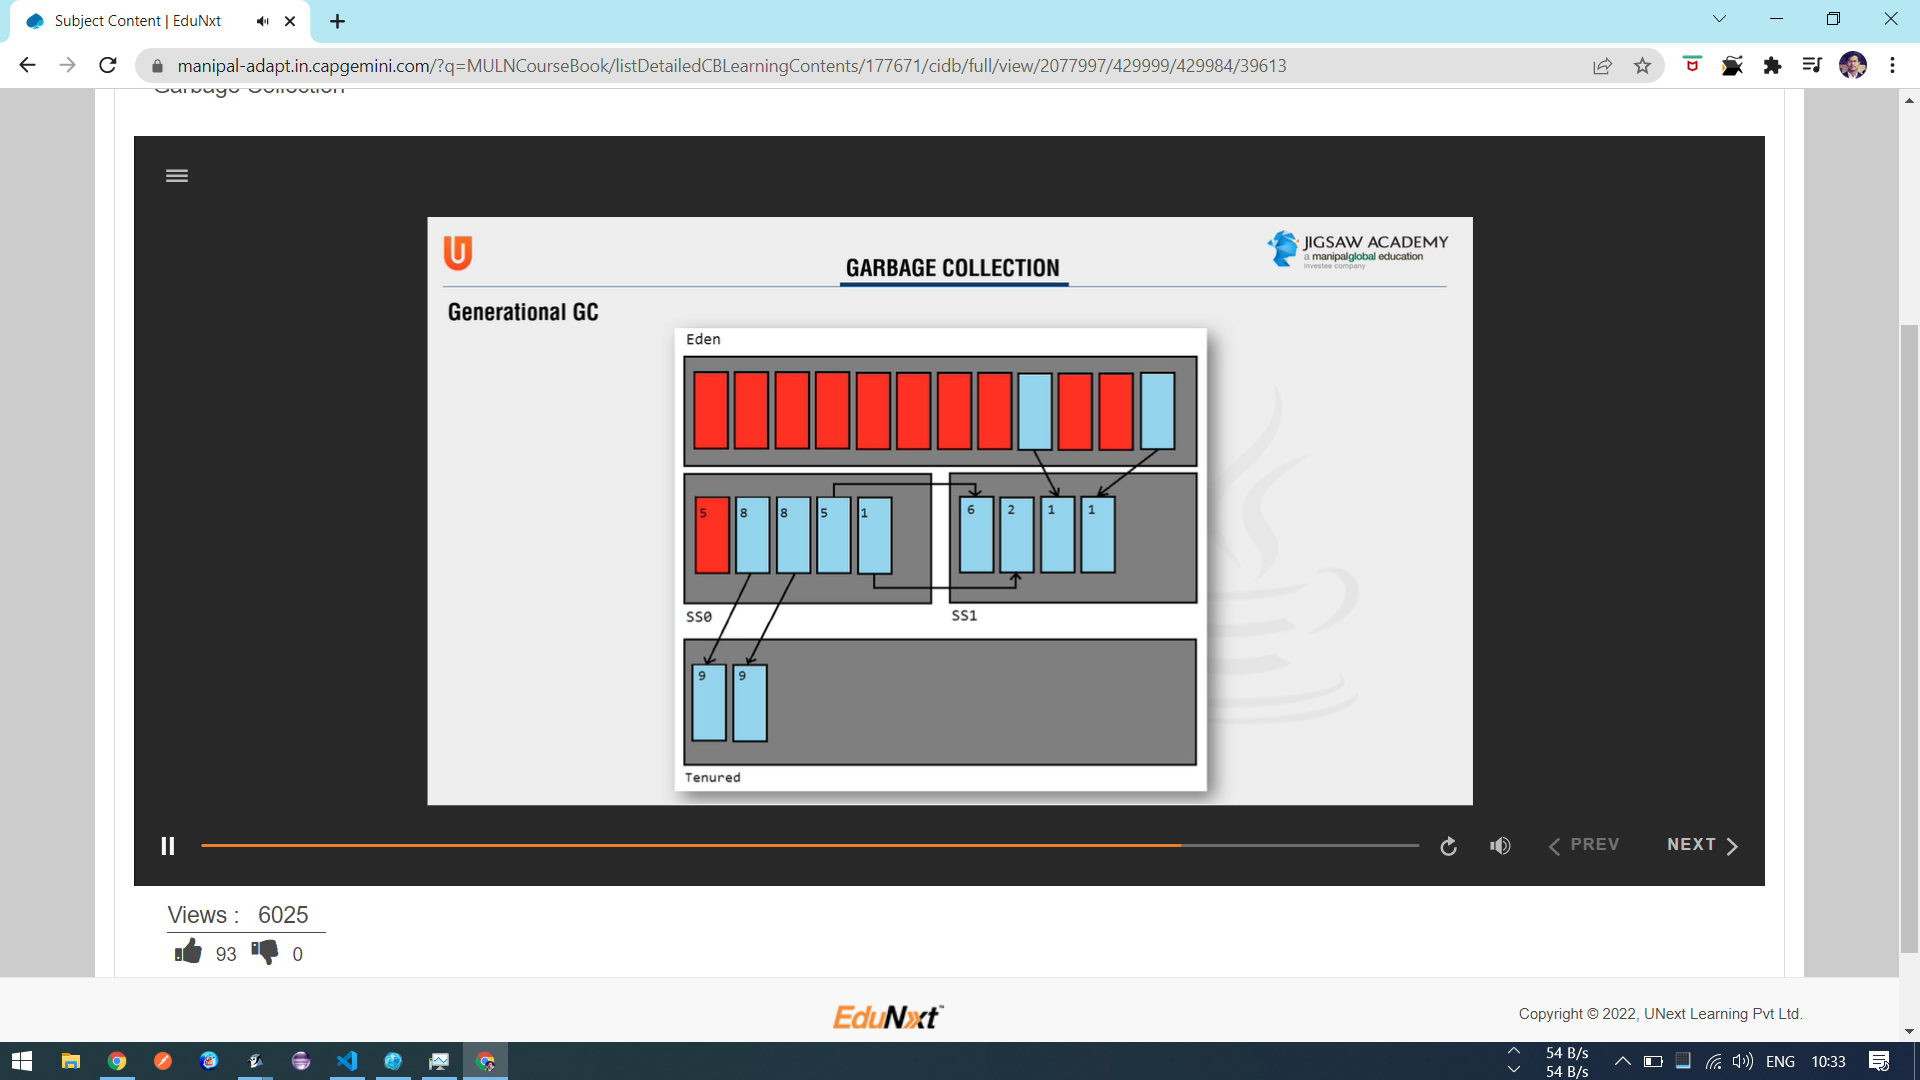 Subject Content | EduNxt
manipal-adapt.in.capgemini.com/?q=MULNCourseBook/listDetailedCBLearningContents/177671/cidb/full/view/2077997/429999/429984/39613
Garbage Collection
JIGSAW ACADEMY
a manipalglobal education
investee company
GARBAGE COLLECTION
Generational GC
Eden
5 8 8 5 1 6 2 1 1
SS0 SS1
9 9
Tenured
PREV NEXT
Views : 6025
93 0
EduNxt™
Copyright © 2022, UNext Learning Pvt Ltd.
54 B/s
54 B/s
ENG 10:33